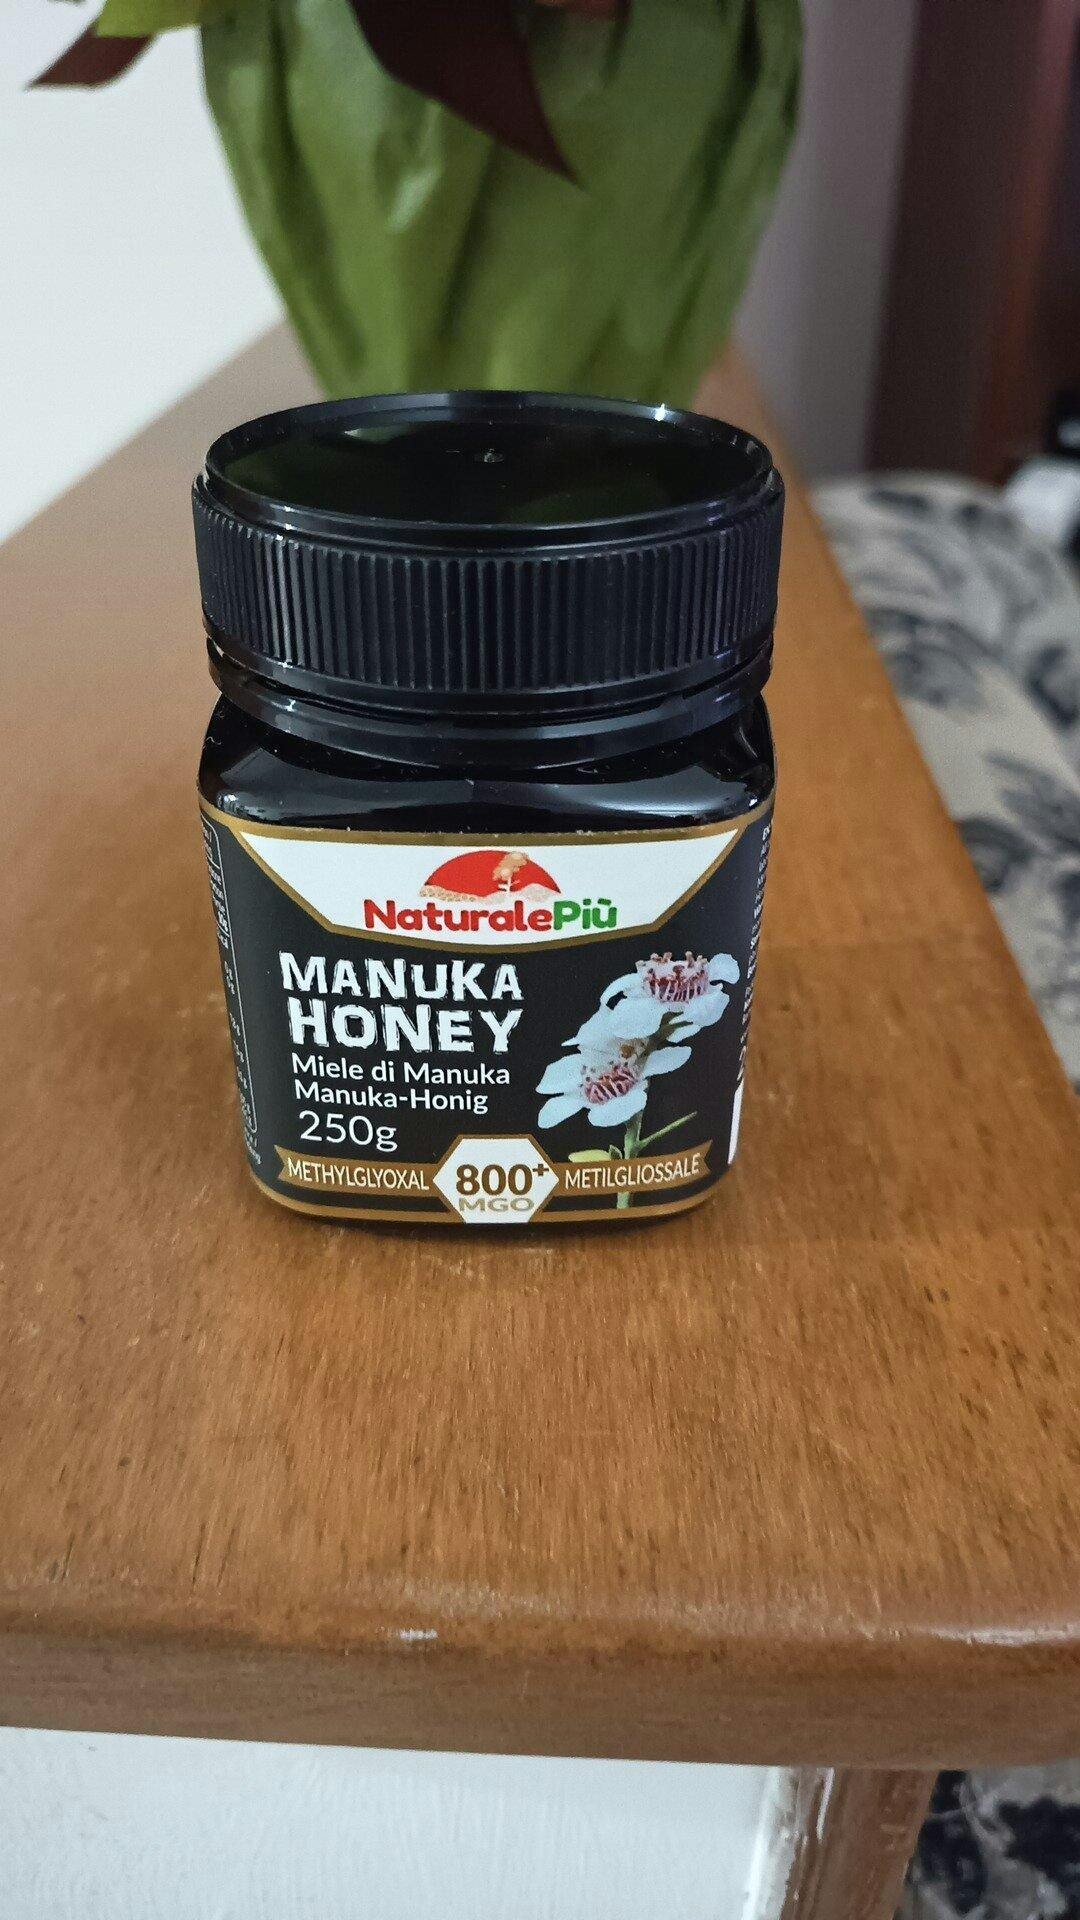 NaturalePiù
MANUKA
HONEY
Miele di Manuka
Manuka-Honig
250g
METHYLGLYOXAL 800+ METILGLIOSSALE
MGO